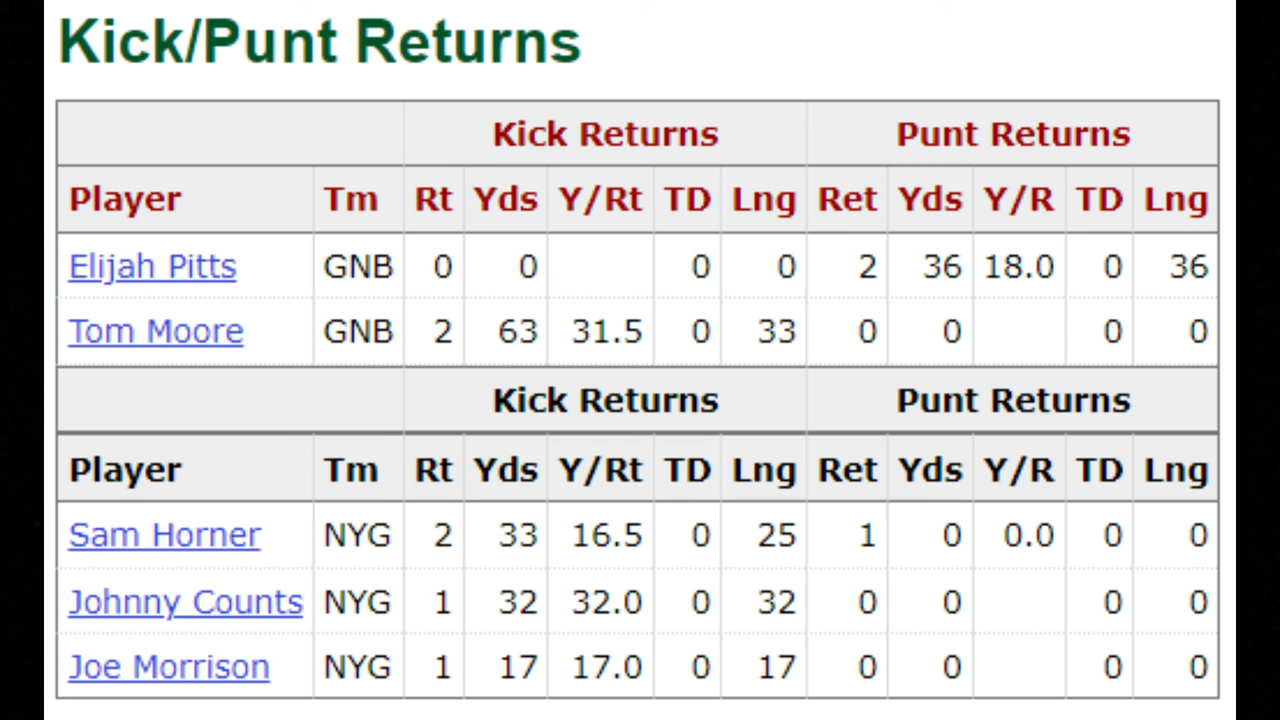 Kick/Punt Returns
Kick Returns Punt Returns
Player Tm Rt Yds Y/Rt TD Lng Ret Yds Y/R TD Lng
Elijah Pitts GNB 0 0 0 0 2 36 18.0 0 36
Tom Moore GNB 2 63 31.5 0 33 0 0 0 0
Kick Returns Punt Returns
Player Tm Rt Yds Y/Rt TD Lng Ret Yds Y/R TD Lng
Sam Horner NYG 2 33 16.5 0 25 1 0 0.0 0 0
Johnny Counts NYG 1 32 32.0 0 32 0 0 0 0
Joe Morrison NYG 1 17 17.0 0 17 0 0 0 0